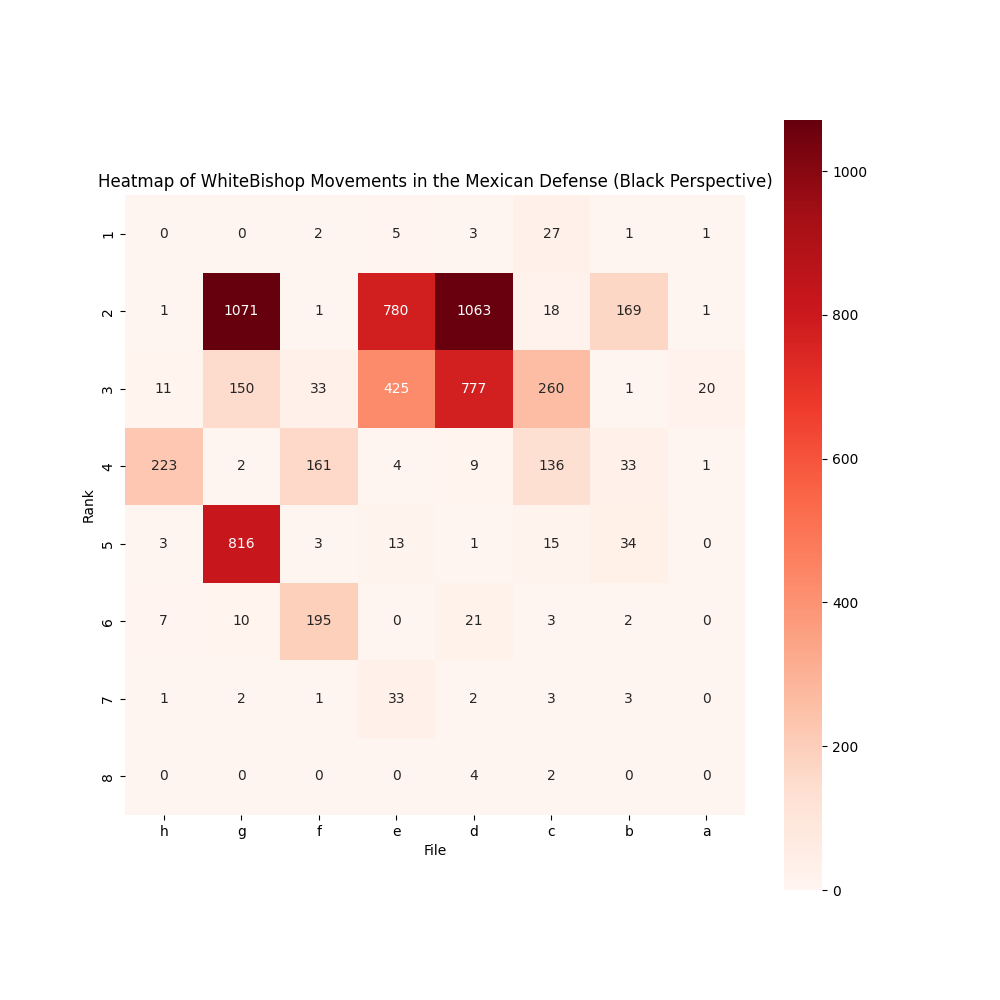 Heatmap of WhiteBishop Movements in the Mexican Defense (Black Perspective)
1 0 0 2 5 3 27 1 1
2 1 1071 1 780 1063 18 169 1
3 11 150 33 425 777 260 1 20
4 223 2 161 4 9 136 33 1
5 3 816 3 13 1 15 34 0
6 7 10 195 0 21 3 2 0
7 1 2 1 33 2 3 3 0
8 0 0 0 0 4 2 0 0
h g f e d c b a
File
Rank
1000
800
600
400
200
0